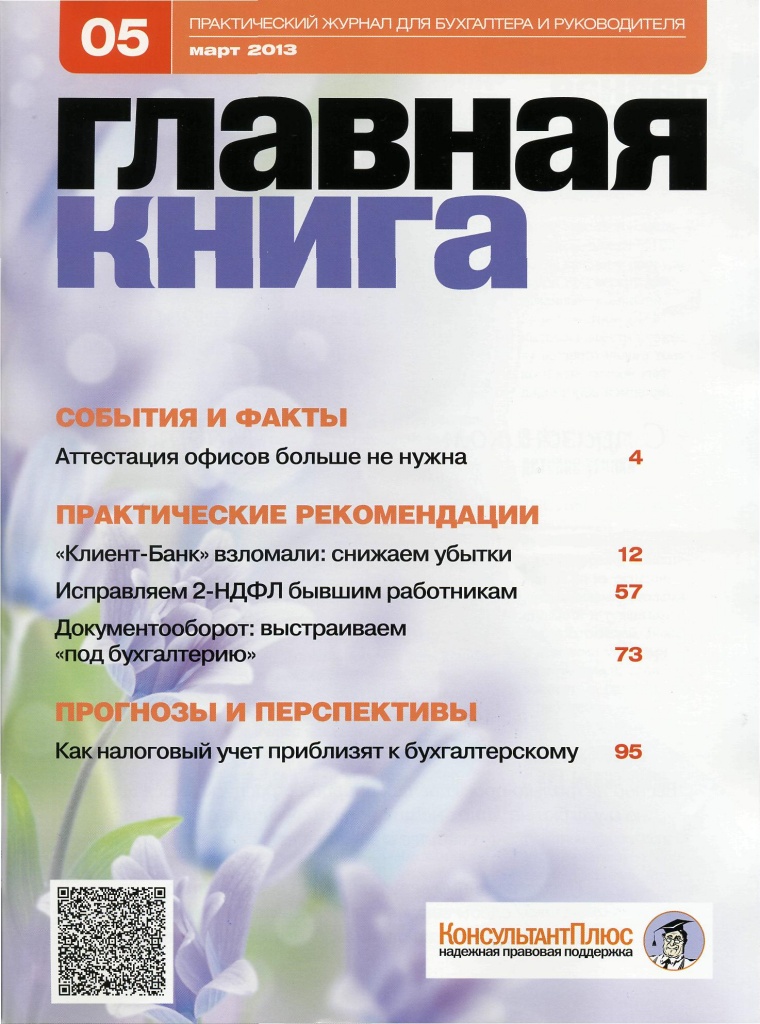 05
ПРАКТИЧЕСКИЙ ЖУРНАЛ ДЛЯ БУХГАЛТЕРА И РУКОВОДИТЕЛЯ
март 2013
главная
книга
СОБЫТИЯ И ФАКТЫ
Аттестация офисов больше не нужна 4
ПРАКТИЧЕСКИЕ РЕКОМЕНДАЦИИ
«Клиент-Банк» взломали: снижаем убытки 12
Исправляем 2-НДФЛ бывшим работникам 57
Документооборот: выстраиваем
«под бухгалтерию» 73
ПРОГНОЗЫ И ПЕРСПЕКТИВЫ
Как налоговый учет приблизят к бухгалтерскому 95
КонсультантПлюс
надежная правовая поддержка